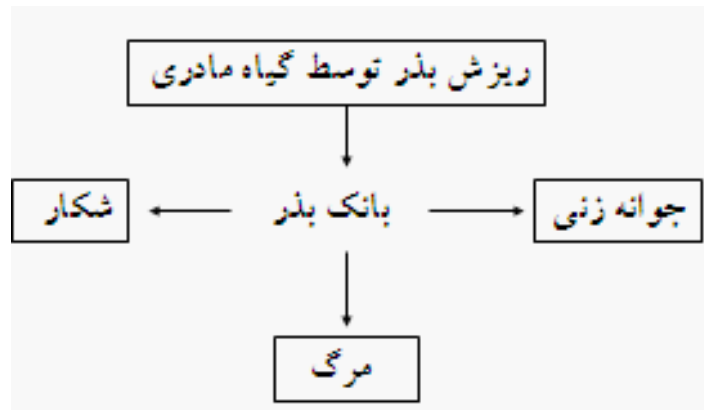 ریزش بذر توسط گیاه مادری
جوانه زنی
بانک بذر
شکار
مرگ